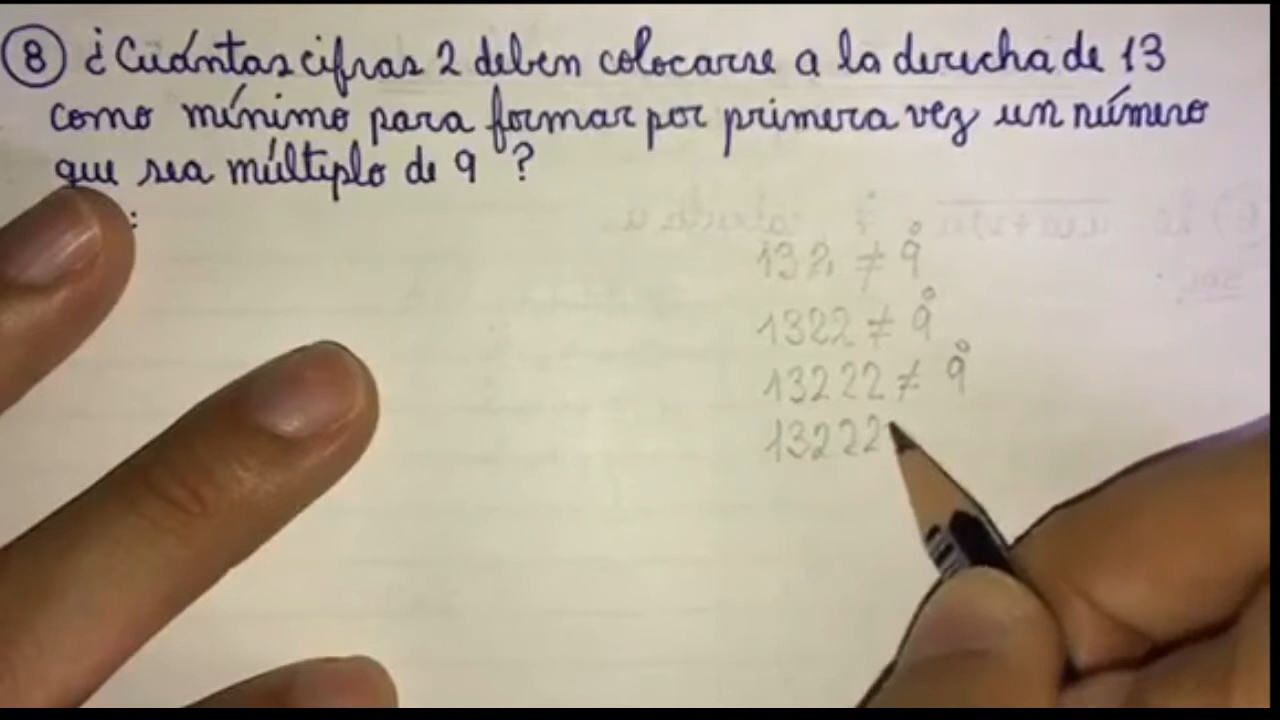 8 ¿Cuántas cifras 2 deben colocarse a la derecha de 13
como mínimo para formar por primera vez un número
que sea múltiplo de 9 ?
:
132 ≠ 9̊
1322 ≠ 9̊
13222 ≠ 9̊
13222